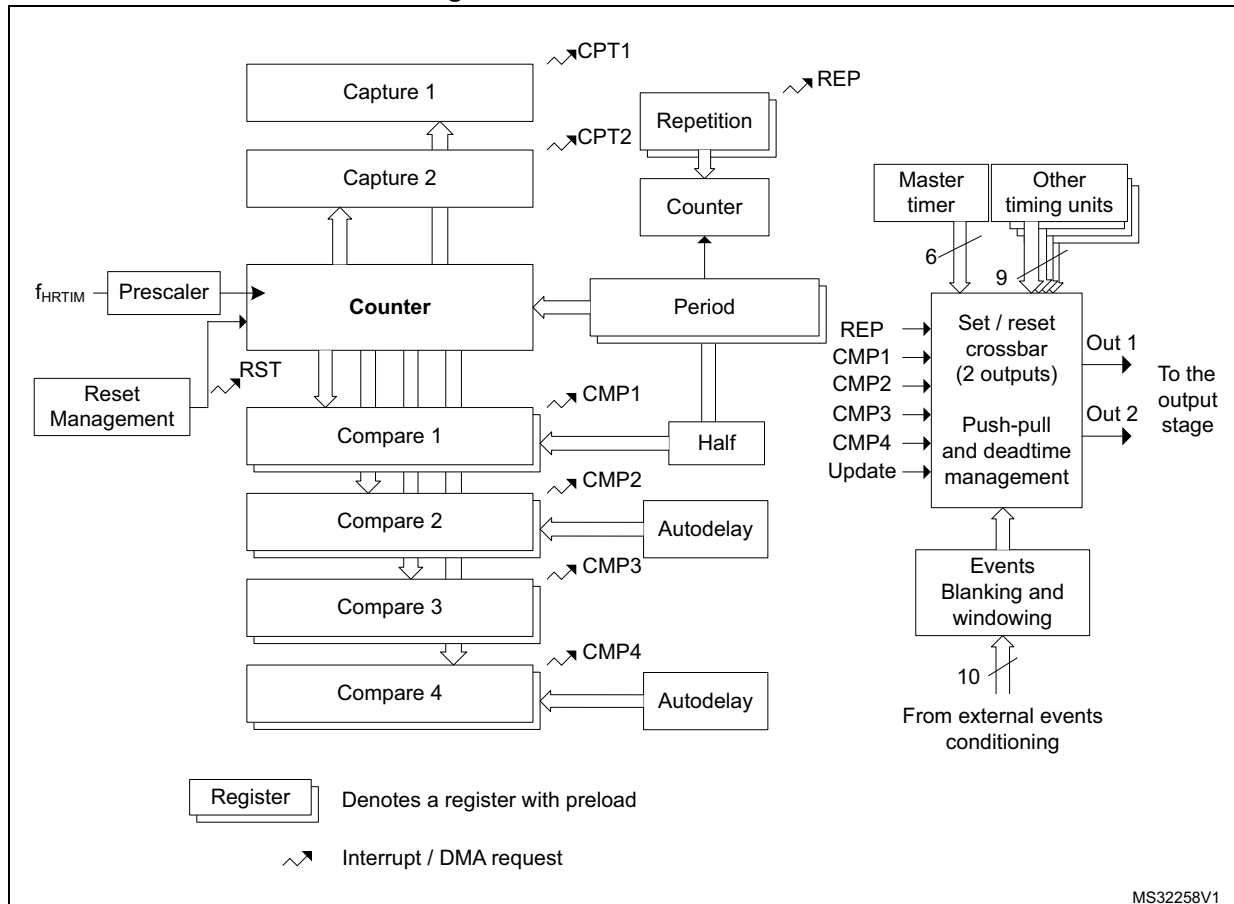 CPT1
Capture 1
REP
Repetition
CPT2
Capture 2
Counter
Master
timer
Other
timing units
6
9
fHRTIM
Prescaler
Counter
Period
RST
Reset
Management
REP
CMP1
CMP2
CMP3
CMP4
Update
Set / reset
crossbar
(2 outputs)
Push-pull
and deadtime
management
Out 1
Out 2
To the
output
stage
CMP1
Compare 1
Half
CMP2
Compare 2
Autodelay
CMP3
Compare 3
CMP4
Compare 4
Autodelay
Events
Blanking and
windowing
10
From external events
conditioning
Register
Denotes a register with preload
Interrupt / DMA request
MS32258V1